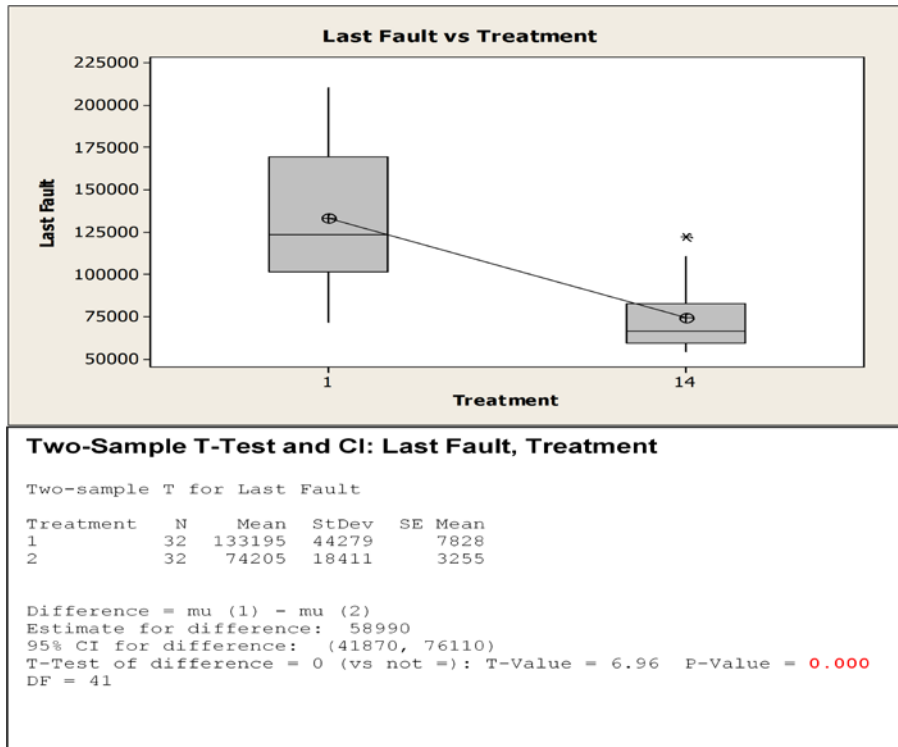 Last Fault vs Treatment
225000
200000
175000
150000
125000
100000
75000
50000
Last Fault
1 14
Treatment
Two-Sample T-Test and CI: Last Fault, Treatment
Two-sample T for Last Fault
Treatment N Mean StDev SE Mean
1 32 133195 44279 7828
2 32 74205 18411 3255
Difference = mu (1) - mu (2)
Estimate for difference: 58990
95% CI for difference: (41870, 76110)
T-Test of difference = 0 (vs not =): T-Value = 6.96 P-Value = 0.000
DF = 41